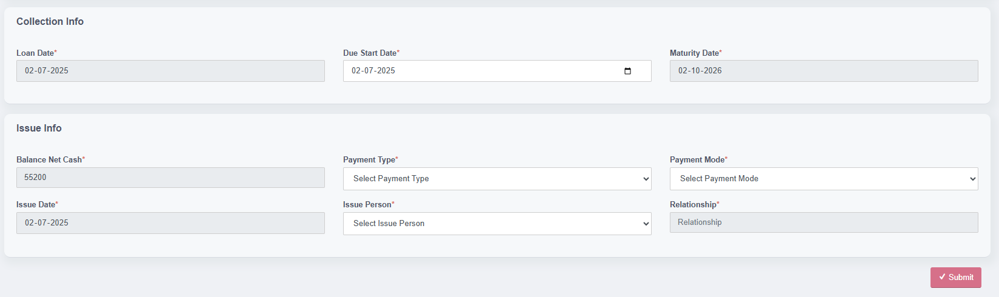 Collection Info
Loan Date* Due Start Date* Maturity Date*
02-07-2025 02-07-2025 02-10-2026
Issue Info
Balance Net Cash* Payment Type* Payment Mode*
55200 Select Payment Type Select Payment Mode
Issue Date* Issue Person* Relationship*
02-07-2025 Select Issue Person Relationship
Submit